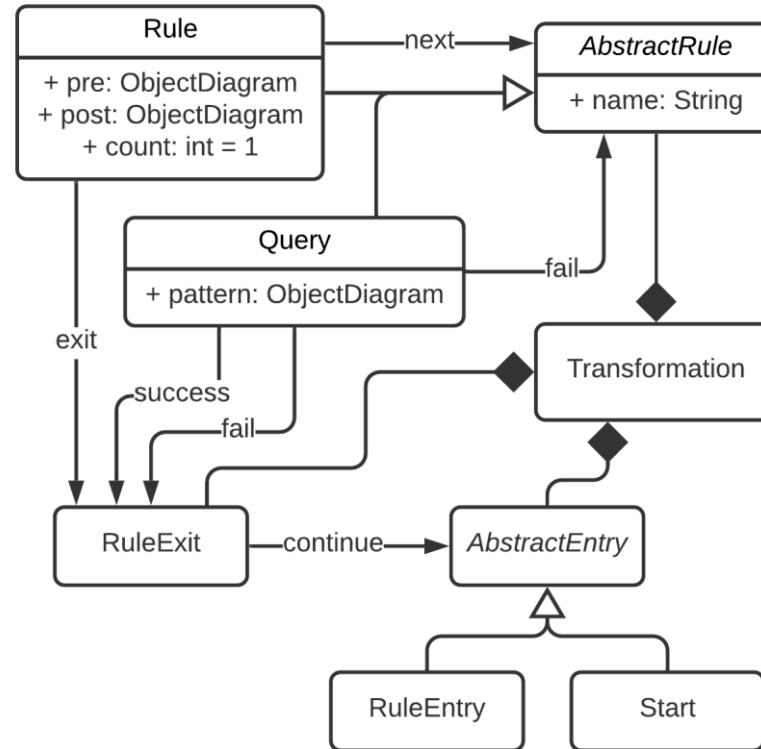 Rule
+ pre: ObjectDiagram
+ post: ObjectDiagram
+ count: int = 1
next
AbstractRule
+ name: String
Query
+ pattern: ObjectDiagram
fail
exit
success
fail
Transformation
RuleExit
continue
AbstractEntry
RuleEntry
Start